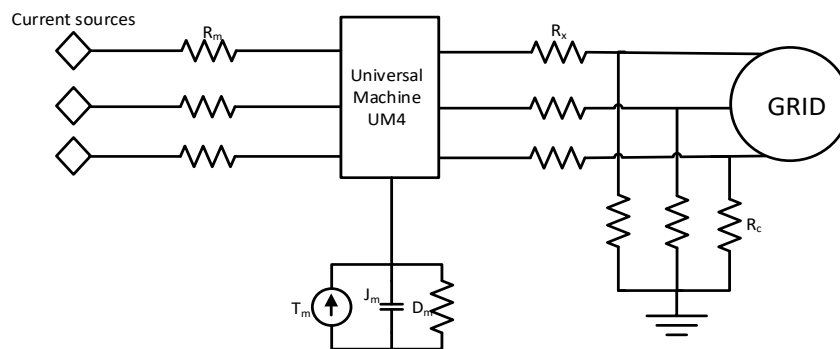 Current sources
Rm
Universal
Machine
UM4
Rx
GRID
Rc
Tm
Jm
Dm